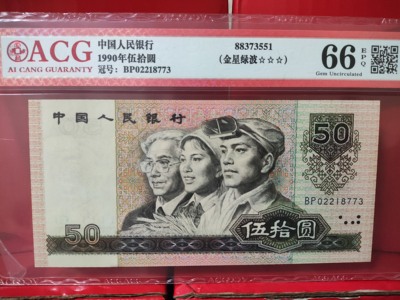 ACG
AI CANG GUARANTY
中国人民银行
1990年伍拾圆
冠号：BP02218773
88373551
（金星绿波☆☆☆）
66 EPQ
Gem Uncirculated
中国人民银行
50
BP02218773
50
伍拾圆